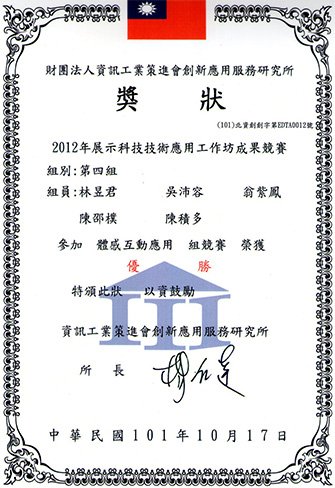 財團法人資訊工業策進會創新應用服務研究所
獎狀
(101)北資創創字第EDTA0012號
2012年展示科技技術應用工作坊成果競賽
組別:第四組
組員:林昱君 吳沛容 翁紫鳳
陳邵樸 陳積多
參加 體感互動應用 組競賽 榮獲
優勝
特頒此狀 以資鼓勵
資訊工業策進會創新應用服務研究所
所長
中華民國101年10月17日